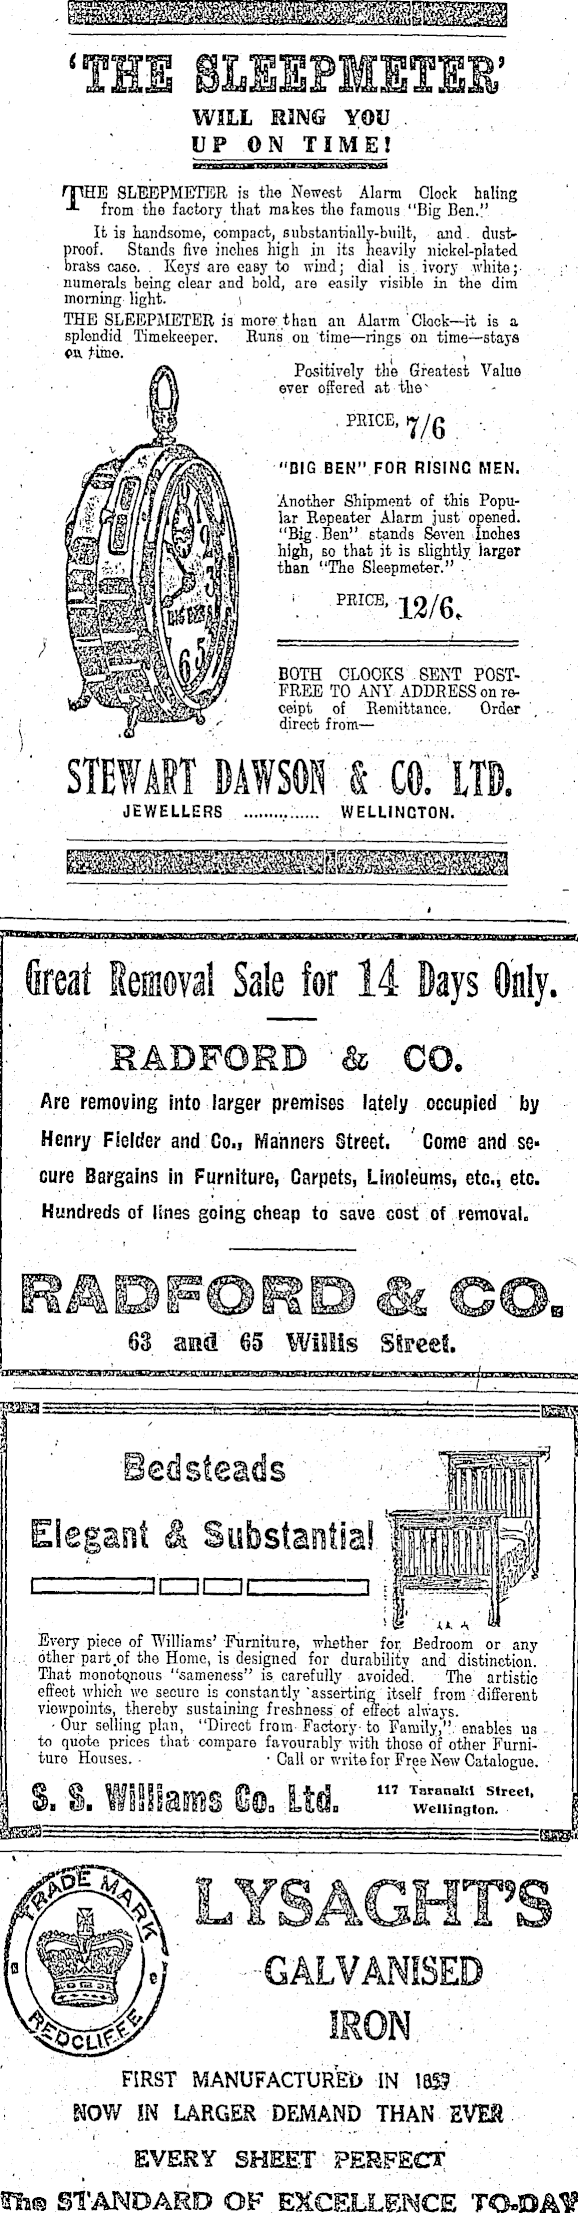 'THE SLEEPMETER'
WILL RING YOU
UP ON TIME!
THE SLEEPMETER is the Newest Alarm Clock haling
from the factory that makes the famous "Big Ben."
It is handsome, compact, substantially-built, and dust-
proof. Stands five inches high in its heavily nickel-plated
brass case. Keys are easy to wind; dial is ivory white;
numerals being clear and bold, are easily visible in the dim
morning light.
THE SLEEPMETER is more than an Alarm Clock—it is a
splendid Timekeeper. Runs on time—rings on time—stays
on time.
Positively the Greatest Value
ever offered at the
PRICE, 7/6
"BIG BEN" FOR RISING MEN.
Another Shipment of this Popu-
lar Repeater Alarm just opened.
"Big Ben" stands Seven Inches
high, so that it is slightly larger
than "The Sleepmeter."
PRICE, 12/6.
BIG BEN
BOTH CLOCKS SENT POST-
FREE TO ANY ADDRESS on re-
ceipt of Remittance. Order
direct from—
STEWART DAWSON & CO. LTD.
JEWELLERS .............. WELLINGTON.
Great Removal Sale for 14 Days Only.
RADFORD & CO.
Are removing into larger premises lately occupied by
Henry Fielder and Co., Manners Street. Come and se-
cure Bargains in Furniture, Carpets, Linoleums, etc., etc.
Hundreds of lines going cheap to save cost of removal.
RADFORD & CO.
63 and 65 Willis Street.
Bedsteads
Elegant & Substantial
Every piece of Williams' Furniture, whether for Bedroom or any
other part of the Home, is designed for durability and distinction.
That monotonous "sameness" is carefully avoided. The artistic
effect which we secure is constantly asserting itself from different
viewpoints, thereby sustaining freshness of effect always.
Our selling plan, "Direct from Factory to Family," enables us
to quote prices that compare favourably with those of other Furni-
ture Houses. Call or write for Free New Catalogue.
S. S. Williams Co. Ltd. 117 Taranaki Street,
Wellington.
TRADE MARK
REDCLIFFE
LYSAGHT'S
GALVANISED
IRON
FIRST MANUFACTURED IN
NOW IN LARGER DEMAND THAN EVER
EVERY SHEET PERFECT
The STANDARD OF EXCELLENCE TO-DAY